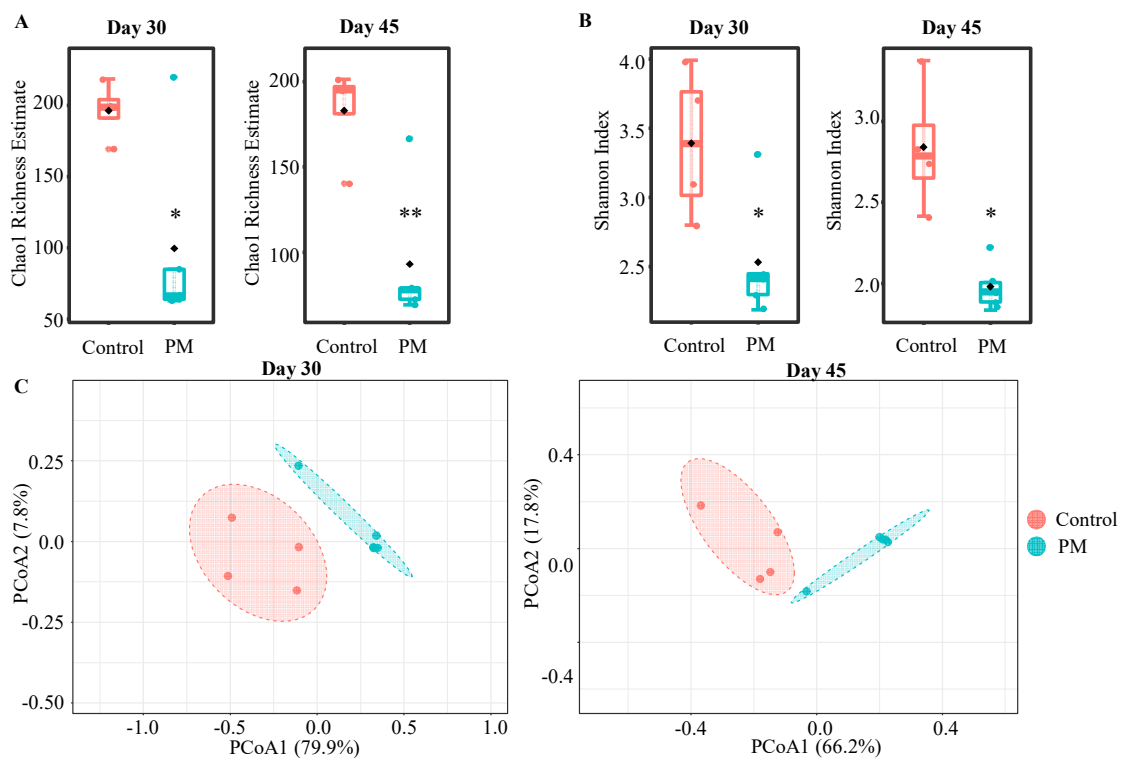 A
Day 30
Day 45
Chao1 Richness Estimate
200
150
100
50
*
Control
PM
Chao1 Richness Estimate
200
150
100
**
Control
PM
B
Day 30
Day 45
Shannon Index
4.0
3.5
3.0
2.5
*
Control
PM
Shannon Index
3.0
2.5
2.0
*
Control
PM
C
Day 30
PCoA2 (7.8%)
0.25
0.0
-0.25
-0.50
-1.0
-0.5
0.0
0.5
1.0
PCoA1 (79.9%)
Day 45
PCoA2 (17.8%)
0.4
0.0
-0.4
-0.4
0.0
0.4
PCoA1 (66.2%)
Control
PM